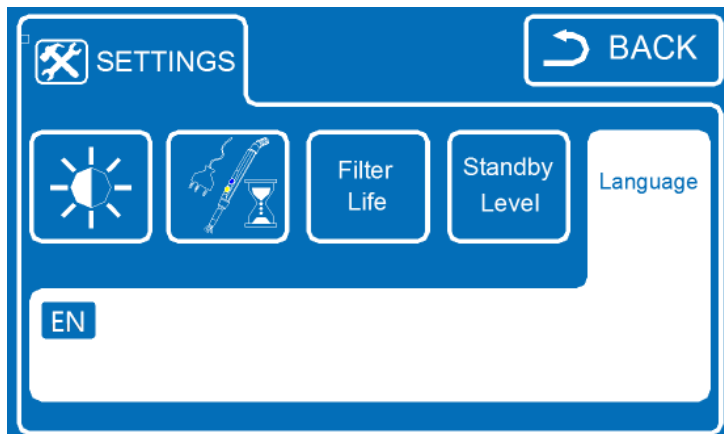 SETTINGS
BACK
Filter
Life
Standby
Level
Language
EN